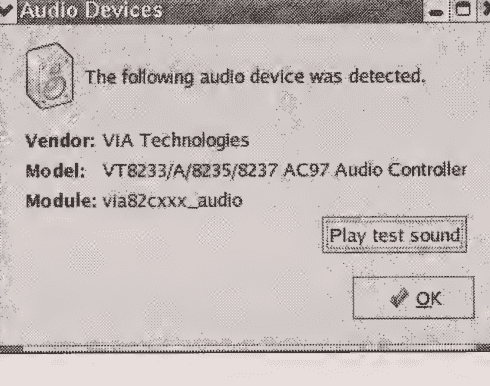 Audio Devices
The following audio device was detected.
Vendor: VIA Technologies
Model: VT8233/A/8235/8237 AC97 Audio Controller
Module: via82cxxx_audio
Play test sound
OK